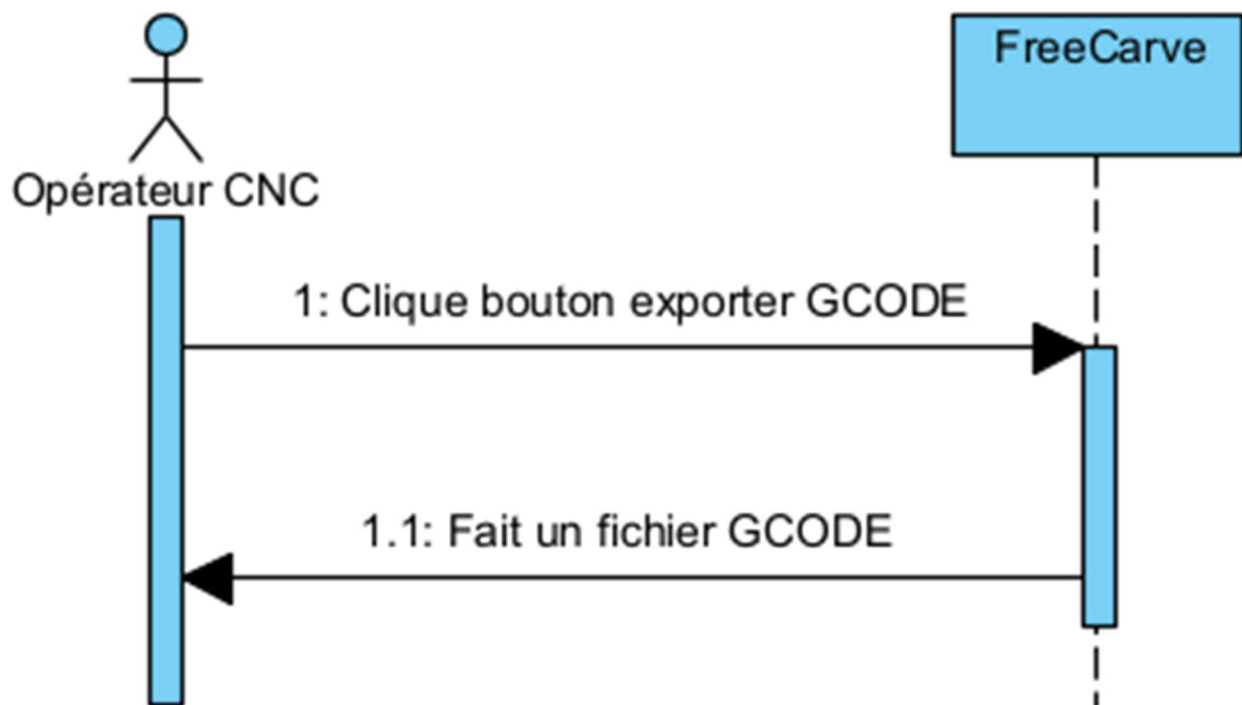 FreeCarve
Opérateur CNC
1: Clique bouton exporter GCODE
1.1: Fait un fichier GCODE